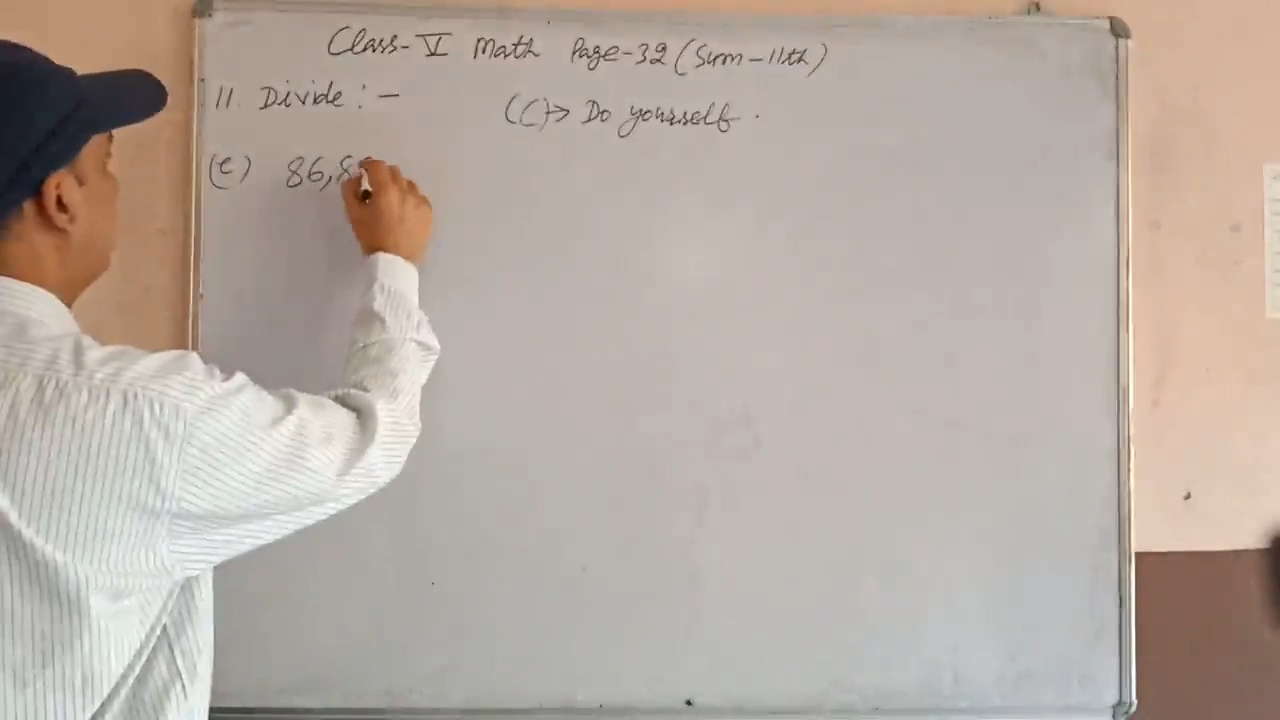 Class-V Math Page-32 (Sum-11th)
11. Divide :-
(C)→ Do yourself.
(e) 86,8